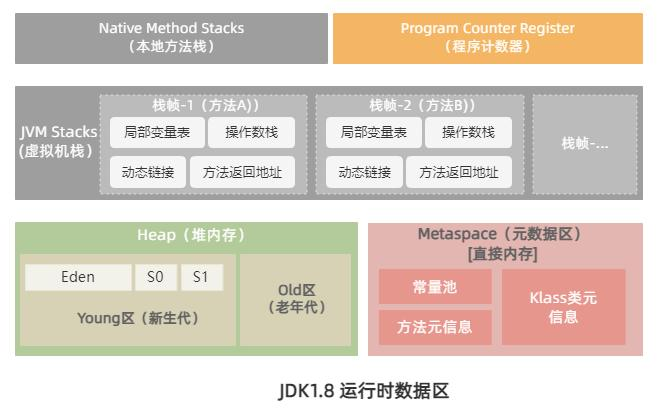 Native Method Stacks
（本地方法栈）
Program Counter Register
（程序计数器）
JVM Stacks
(虚拟机栈）
栈帧-1（方法A)）
局部变量表
操作数栈
动态链接
方法返回地址
栈帧-2（方法B)）
局部变量表
操作数栈
动态链接
方法返回地址
栈帧-...
Heap（堆内存）
Eden
S0
S1
Young区（新生代）
Old区
（老年代）
Metaspace（元数据区）
[直接内存]
常量池
方法元信息
Klass类元
信息
JDK1.8 运行时数据区